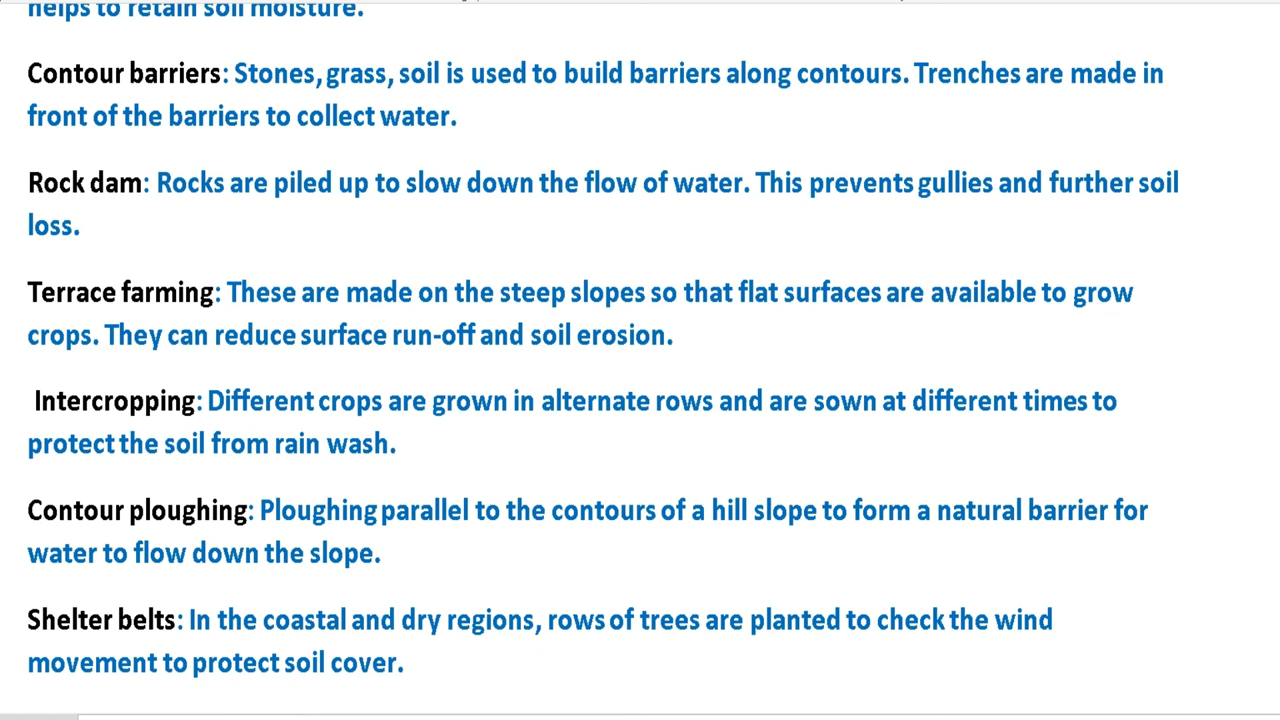 helps to retain soil moisture.
Contour barriers: Stones, grass, soil is used to build barriers along contours. Trenches are made in
front of the barriers to collect water.
Rock dam: Rocks are piled up to slow down the flow of water. This prevents gullies and further soil
loss.
Terrace farming: These are made on the steep slopes so that flat surfaces are available to grow
crops. They can reduce surface run-off and soil erosion.
Intercropping: Different crops are grown in alternate rows and are sown at different times to
protect the soil from rain wash.
Contour ploughing: Ploughing parallel to the contours of a hill slope to form a natural barrier for
water to flow down the slope.
Shelter belts: In the coastal and dry regions, rows of trees are planted to check the wind
movement to protect soil cover.